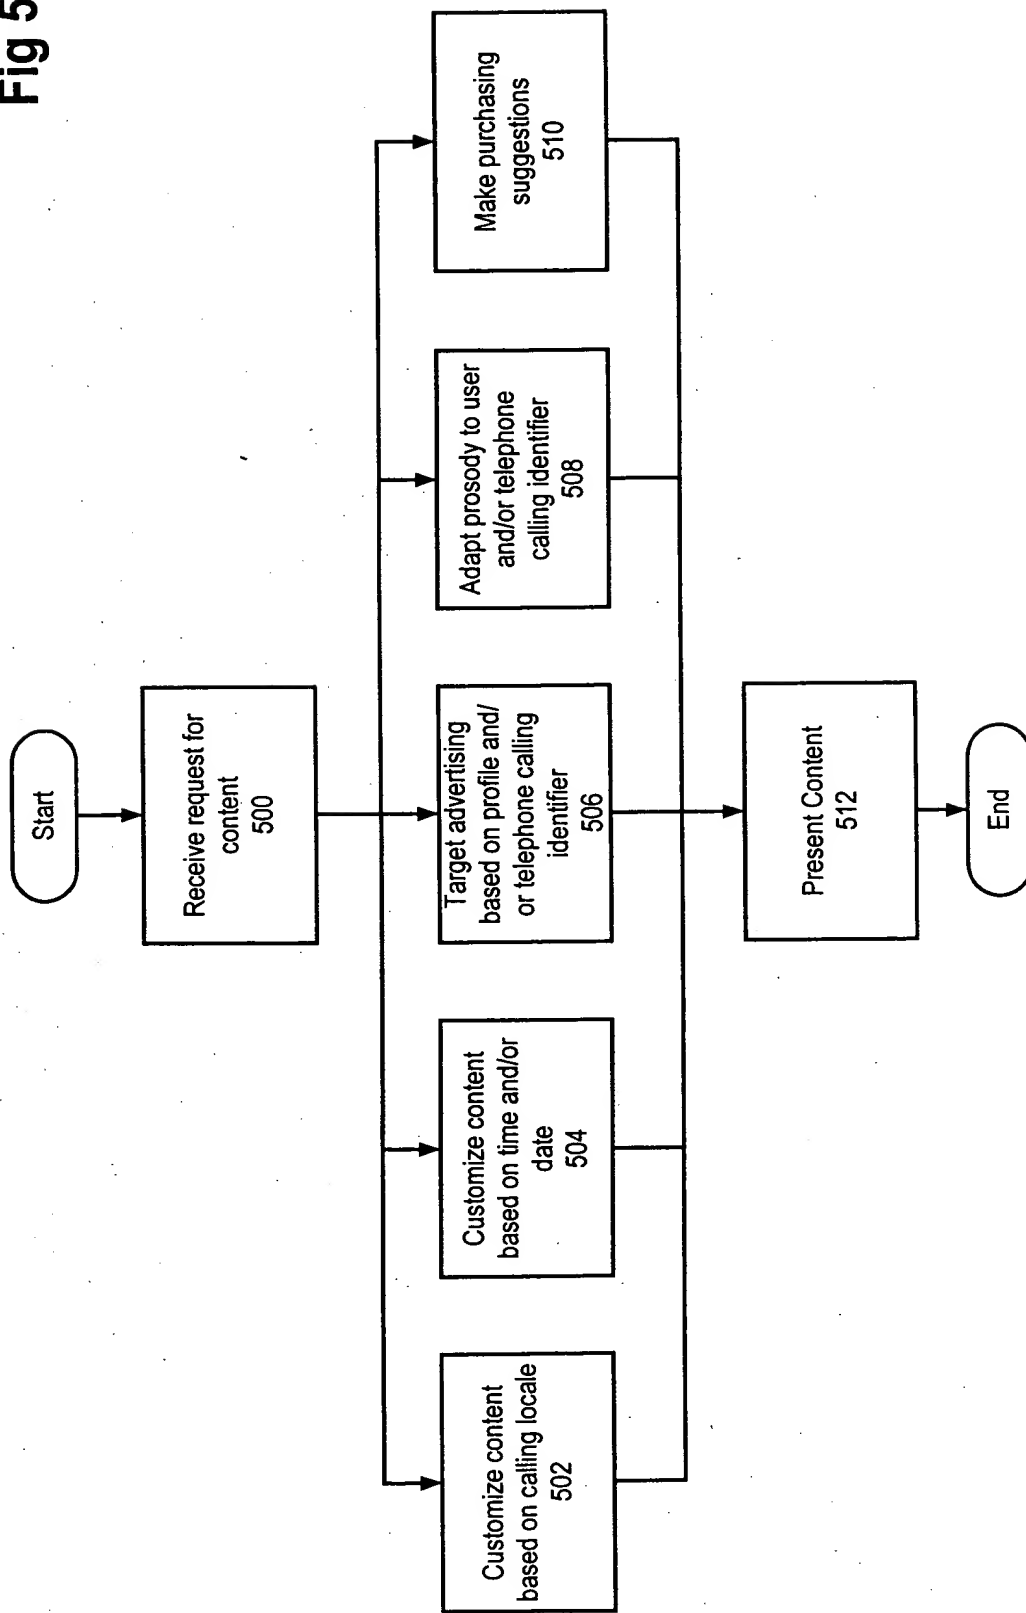 Fig 5
Start
Receive request for
content
500
Customize content
based on calling locale
502
Customize content
based on time and/or
date
504
Target advertising
based on profile and/
or telephone calling
identifier
506
Adapt prosody to user
and/or telephone
calling identifier
508
Make purchasing
suggestions
510
Present Content
512
End